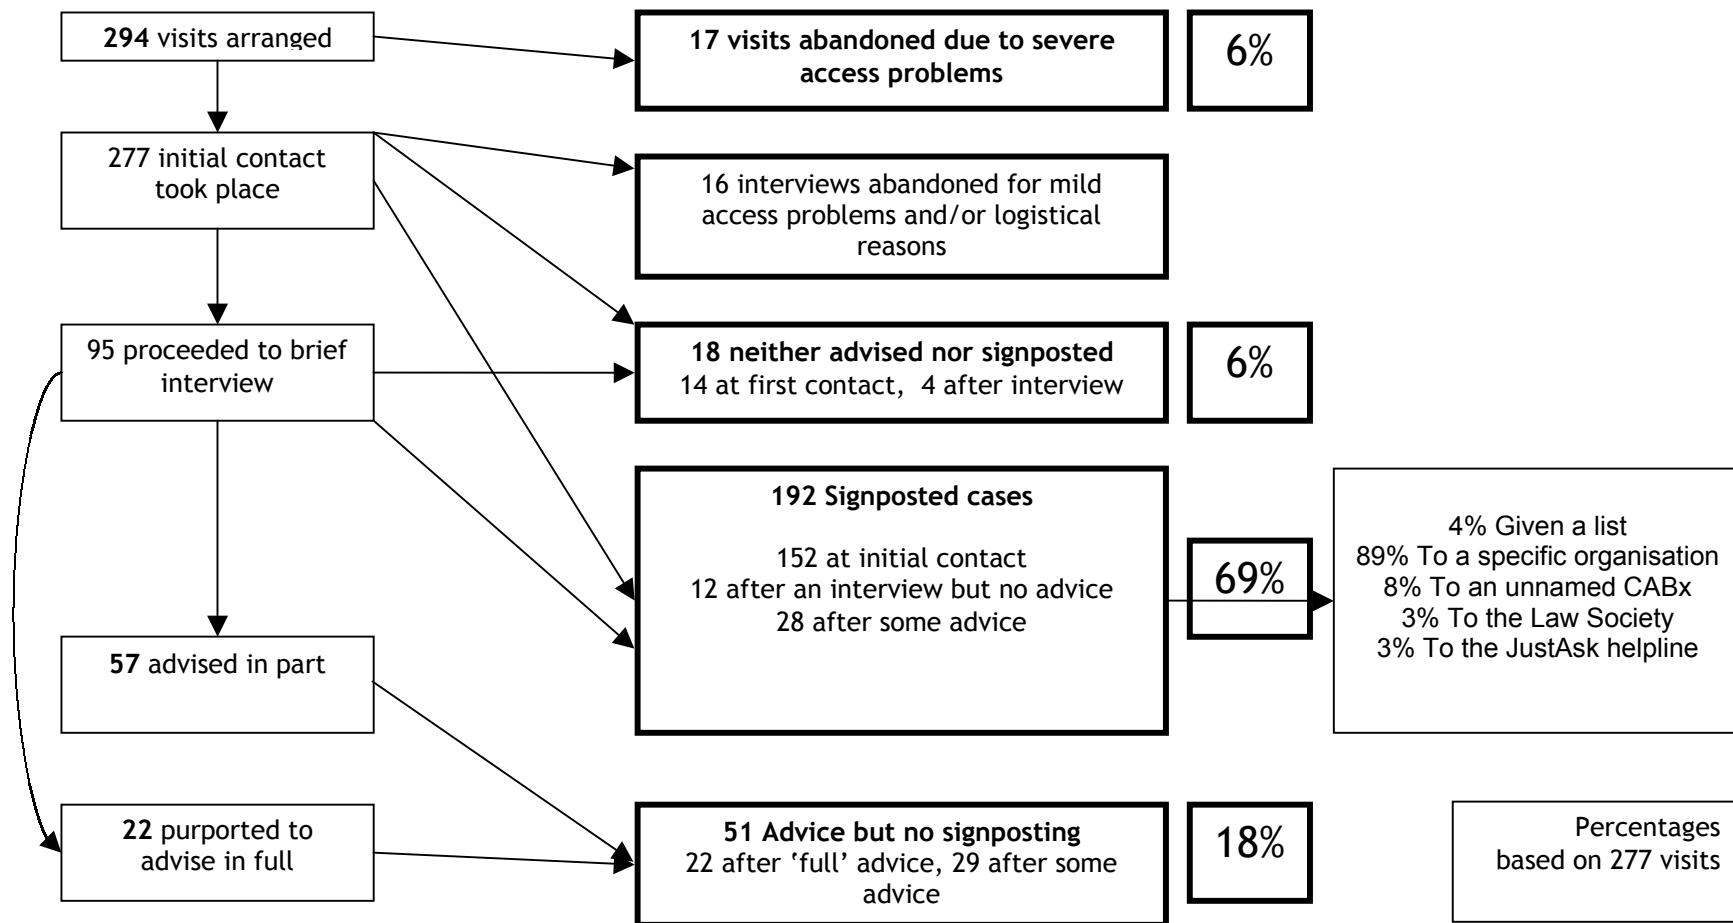 294 visits arranged
17 visits abandoned due to severe
access problems
6%
277 initial contact
took place
16 interviews abandoned for mild
access problems and/or logistical
reasons
95 proceeded to brief
interview
18 neither advised nor signposted
14 at first contact, 4 after interview
6%
192 Signposted cases
152 at initial contact
12 after an interview but no advice
28 after some advice
69%
4% Given a list
89% To a specific organisation
8% To an unnamed CABx
3% To the Law Society
3% To the JustAsk helpline
57 advised in part
22 purported to
advise in full
51 Advice but no signposting
22 after ‘full’ advice, 29 after some
advice
18%
Percentages
based on 277 visits